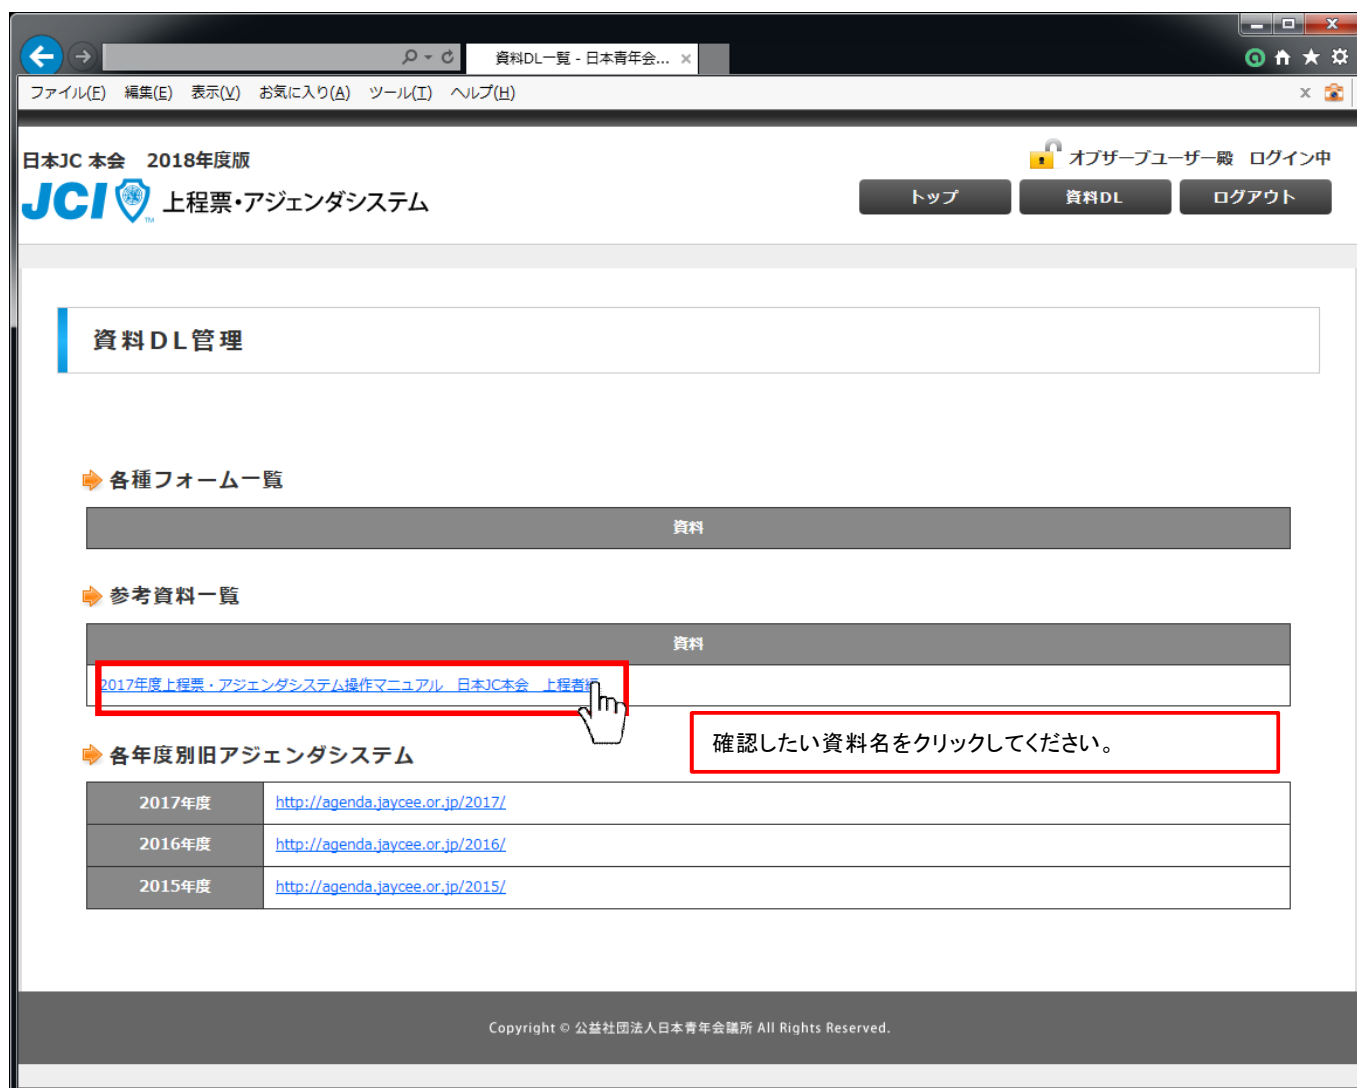 資料DL一覧 - 日本青年会...
ファイル(F) 編集(E) 表示(V) お気に入り(A) ツール(T) ヘルプ(H)
日本JC 本会 2018年度版
オブザーブユーザー殿 ログイン中
JCI 上程票・アジェンダシステム
TM
トップ 資料DL ログアウト
資料DL管理
各種フォーム一覧
資料
参考資料一覧
資料
2017年度上程票・アジェンダシステム操作マニュアル 日本JC本会 上程者編
確認したい資料名をクリックしてください。
各年度別旧アジェンダシステム
2017年度 http://agenda.jaycee.or.jp/2017/
2016年度 http://agenda.jaycee.or.jp/2016/
2015年度 http://agenda.jaycee.or.jp/2015/
Copyright © 公益社団法人日本青年会議所 All Rights Reserved.